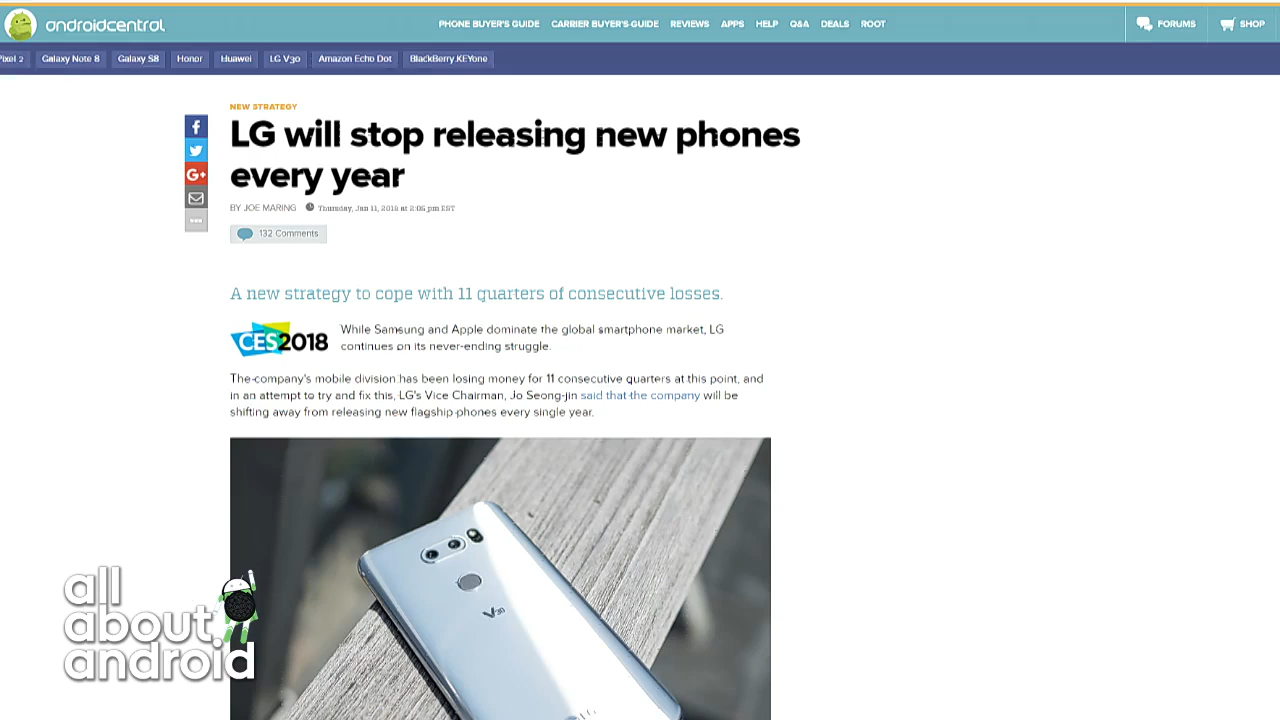 androidcentral
PHONE BUYER'S GUIDE CARRIER BUYER'S GUIDE REVIEWS APPS HELP Q&A DEALS ROOT
FORUMS SHOP
Pixel 2 Galaxy Note 8 Galaxy S8 Honor Huawei LG V30 Amazon Echo Dot BlackBerry KEYone
NEW STRATEGY
LG will stop releasing new phones
every year
BY JOE MARING Thursday, Jan 11, 2018 at 2:05 pm EST
132 Comments
A new strategy to cope with 11 quarters of consecutive losses.
CES2018
While Samsung and Apple dominate the global smartphone market, LG
continues on its never-ending struggle.
The company's mobile division has been losing money for 11 consecutive quarters at this point, and
in an attempt to try and fix this, LG's Vice Chairman, Jo Seong-jin said that the company will be
shifting away from releasing new flagship phones every single year.
V30
LG
all
about
android